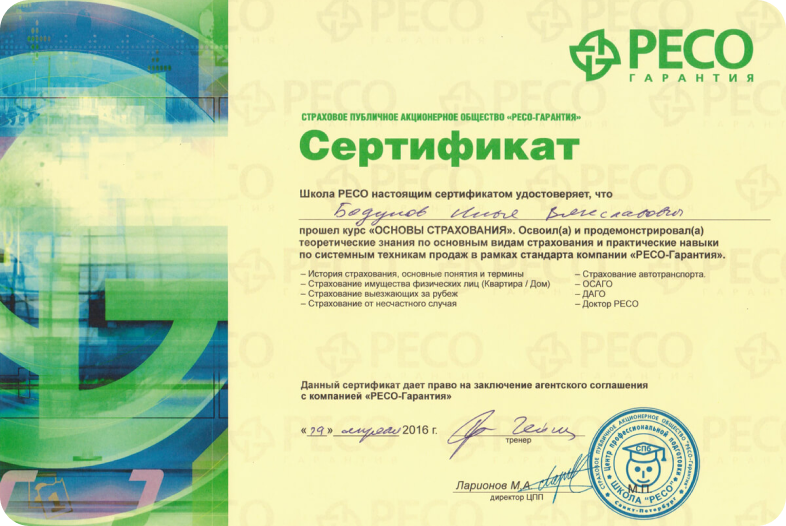 РЕСО
ГАРАНТИЯ
СТРАХОВОЕ ПУБЛИЧНОЕ АКЦИОНЕРНОЕ ОБЩЕСТВО «РЕСО-ГАРАНТИЯ»
Сертификат
Школа РЕСО настоящим сертификатом удостоверяет, что
Бодунов Илья Вячеславович
прошел курс «ОСНОВЫ СТРАХОВАНИЯ». Освоил(а) и продемонстрировал(а)
теоретические знания по основным видам страхования и практические навыки
по системным техникам продаж в рамках стандарта компании «РЕСО-Гарантия».
– История страхования, основные понятия и термины
– Страхование имущества физических лиц (Квартира / Дом)
– Страхование выезжающих за рубеж
– Страхование от несчастного случая
– Страхование автотранспорта.
– ОСАГО
– ДАГО
– Доктор РЕСО
Данный сертификат дает право на заключение агентского соглашения
с компанией «РЕСО-Гарантия»
«29» апреля 2016 г.
тренер
Ларионов М.А.
директор ЦПП
М.П.
СТРАХОВОЕ ПУБЛИЧНОЕ АКЦИОНЕРНОЕ ОБЩЕСТВО "РЕСО-Гарантия"
Центр профессиональной подготовки
СПб
ШКОЛА "РЕСО"
Санкт-Петербург